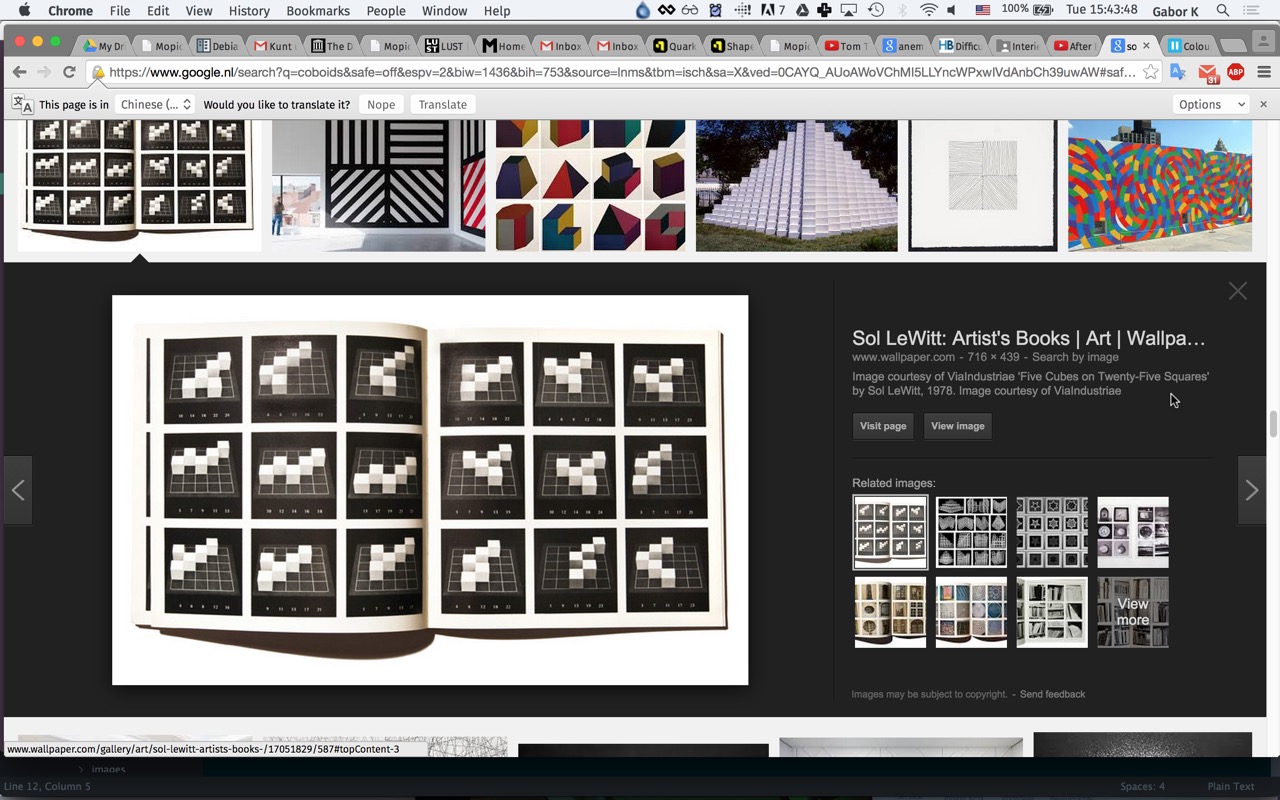 Chrome File Edit View History Bookmarks People Window Help 7 100% Tue 15:43:48 Gabor K
My Dr Mopic Debia Kunt The D Mopic LUST Home Inbox Inbox Quark Shape Mopic Tom T anem Difficu Interie After so Colou
https://www.google.nl/search?q=coboids&safe=off&espv=2&biw=1436&bih=753&source=lnms&tbm=isch&sa=X&ved=0CAYQ_AUoAWoVChMI5LLYncWPxwIVdAnbCh39uwAW#saf…
31 ABP
This page is in Chinese (... Would you like to translate it? Nope Translate Options
Sol LeWitt: Artist's Books | Art | Wallpa…
www.wallpaper.com - 716 × 439 - Search by image
Image courtesy of ViaIndustriae 'Five Cubes on Twenty-Five Squares'
by Sol LeWitt, 1978. Image courtesy of ViaIndustriae
Visit page View image
Related images:
View
more
Images may be subject to copyright. - Send feedback
www.wallpaper.com/gallery/art/sol-lewitt-artists-books-/17051829/587#topContent-3
images
Line 12, Column 5 Spaces: 4 Plain Text